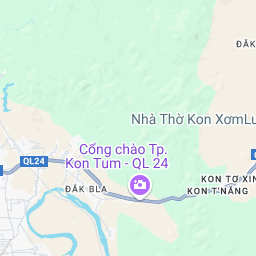 ĐĂK
Nhà Thờ Kon XơmLu
Cổng chào Tp.
Kon Tum - QL 24
QL24
ĐĂK BLA
KON TƠ XIN
KON T'NĂNG